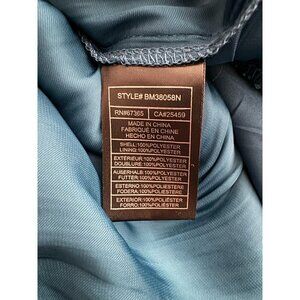 STYLE# BM38058N
RN#67365 CA#25459
MADE IN CHINA
FABRIQUÉ EN CHINE
HECHO EN CHINA
SHELL:100%POLYESTER
LINING:100%POLYESTER
EXTÉRIEUR:100%POLYESTER
DOUBLURE:100%POLYESTER
AUßERHALB:100%POLYESTER
FUTTER:100%POLYESTER
ESTERNO:100%POLIESTERE
FODERA:100%POLIESTERE
EXTERIOR:100%POLIÉSTER
FORRO:100%POLIÉSTER